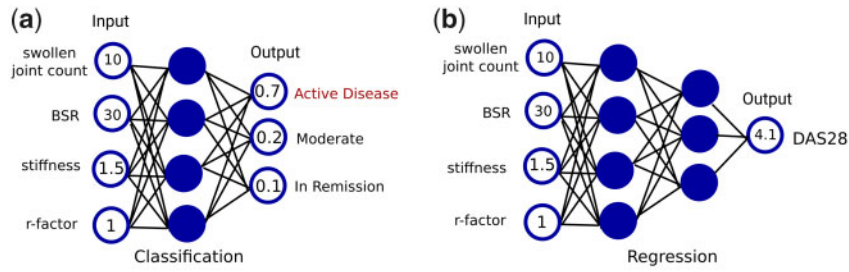 (a)
Input
swollen
joint count
10
BSR
30
stiffness
1.5
r-factor
1
Output
0.7
Active Disease
0.2
Moderate
0.1
In Remission
Classification
(b)
Input
swollen
joint count
10
BSR
30
stiffness
1.5
r-factor
1
Output
4.1
DAS28
Regression